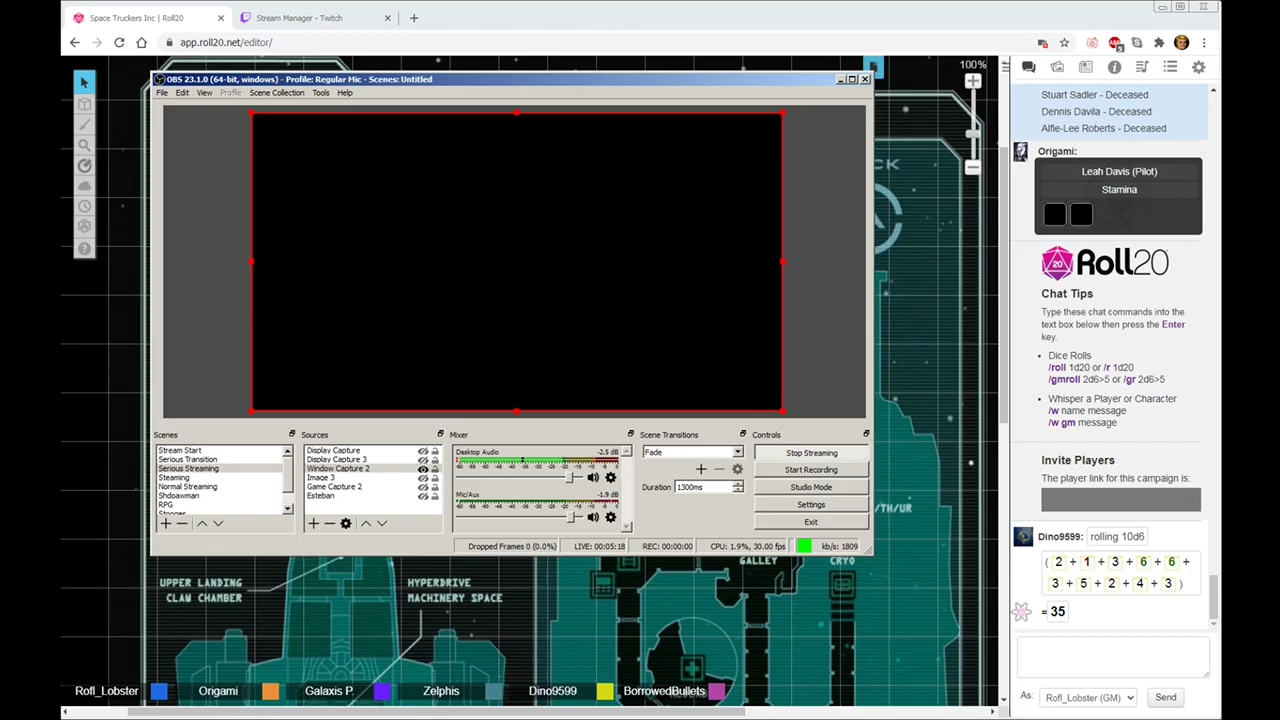 Space Truckers Inc | Roll20
Stream Manager - Twitch
app.roll20.net/editor/
OBS 23.1.0 (64-bit, windows) - Profile: Regular Mic - Scenes: Untitled
File Edit View Profile Scene Collection Tools Help
100%
Stuart Sadler - Deceased
Dennis Davila - Deceased
Alfie-Lee Roberts - Deceased
Origami:
Leah Davis (Pilot)
Stamina
20
Roll20
Chat Tips
Type these chat commands into the
text box below then press the Enter
key.
Dice Rolls
/roll 1d20 or /r 1d20
/gmroll 2d6>5 or /gr 2d6>5
Whisper a Player or Character
/w name message
/w gm message
Invite Players
The player link for this campaign is:
Dino9599: rolling 10d6
( 2 + 1 + 3 + 6 + 6 +
3 + 5 + 2 + 4 + 3 )
= 35
As: Rofl_Lobster (GM) Send
Scenes
Stream Start
Serious Transition
Serious Streaming
Steaming
Normal Streaming
Shdoawman
RPG
Sources
Display Capture
Display Capture 3
Window Capture 2
Image 3
Game Capture 2
Esteban
Mixer
Desktop Audio -2.5 dB
Mic/Aux -1.9 dB
Scene Transitions
Fade
Duration 1300ms
Controls
Stop Streaming
Start Recording
Studio Mode
Settings
Exit
Dropped Frames 0 (0.0%) LIVE: 00:05:18 REC: 00:00:00 CPU: 1.9%, 30.00 fps kb/s: 1809
UPPER LANDING
CLAW CHAMBER
HYPERDRIVE
MACHINERY SPACE
GALLEY
CRYO
Rofl_Lobster Origami Galaxis P. Zelphis Dino9599 BorrowedBullets